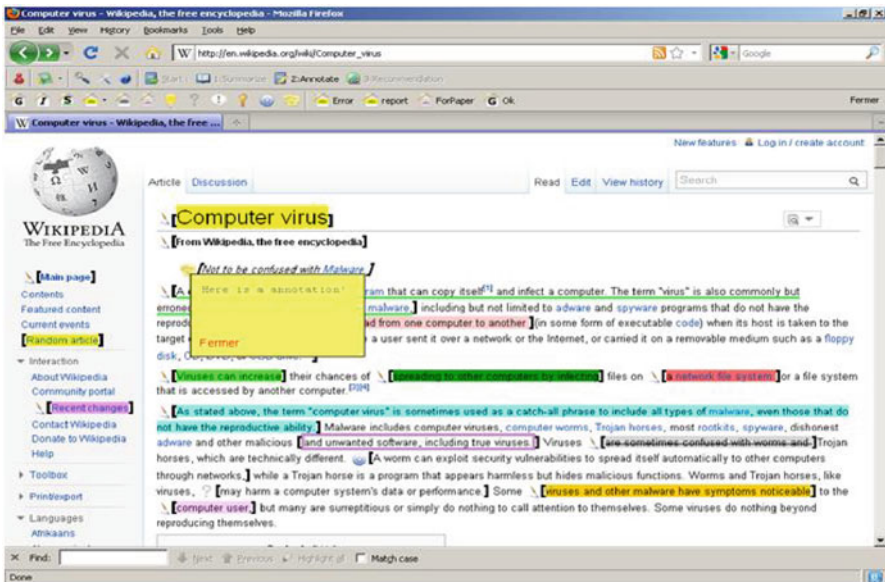 Computer virus - Wikipedia, the free encyclopedia - Mozilla Firefox
File Edit View History Bookmarks Tools Help
W http://en.wikipedia.org/wiki/Computer_virus Google
Start: 1:Summarize 2:Annotate 3:Recommendation
G I S ? ! ? Error report ForPaper G Ok Fermer
W Computer virus - Wikipedia, the free ...
New features Log in / create account
Article Discussion Read Edit View history Search
WIKIPEDIA
The Free Encyclopedia
[Main page]
Contents
Featured content
Current events
[Random article]
Interaction
About Wikipedia
Community portal
[Recent changes]
Contact Wikipedia
Donate to Wikipedia
Help
Toolbox
Print/export
Languages
Afrikaans
[Computer virus]
[From Wikipedia, the free encyclopedia]
[Not to be confused with Malware ]
Here is a annotation!
Fermer
[A ram that can copy itself[1] and infect a computer. The term "virus" is also commonly but
erroneo malware,] including but not limited to adware and spyware programs that do not have the
reprodu ad from one computer to another ](in some form of executable code) when its host is taken to the
target a user sent it over a network or the Internet, or carried it on a removable medium such as a floppy
disk,
[Viruses can increase] their chances of [spreading to other computers by infecting] files on [a network file system ]or a file system
that is accessed by another computer.[3][4]
[As stated above, the term "computer virus" is sometimes used as a catch-all phrase to include all types of malware, even those that do
not have the reproductive ability.] Malware includes computer viruses, computer worms, Trojan horses, most rootkits, spyware, dishonest
adware and other malicious [and unwanted software, including true viruses.] Viruses [are sometimes confused with worms and ]Trojan
horses, which are technically different. [A worm can exploit security vulnerabilities to spread itself automatically to other computers
through networks,] while a Trojan horse is a program that appears harmless but hides malicious functions. Worms and Trojan horses, like
viruses, ? [may harm a computer system's data or performance.] Some [viruses and other malware have symptoms noticeable] to the
[computer user,] but many are surreptitious or simply do nothing to call attention to themselves. Some viruses do nothing beyond
reproducing themselves.
Find: Next Previous Highlight all Match case
Done